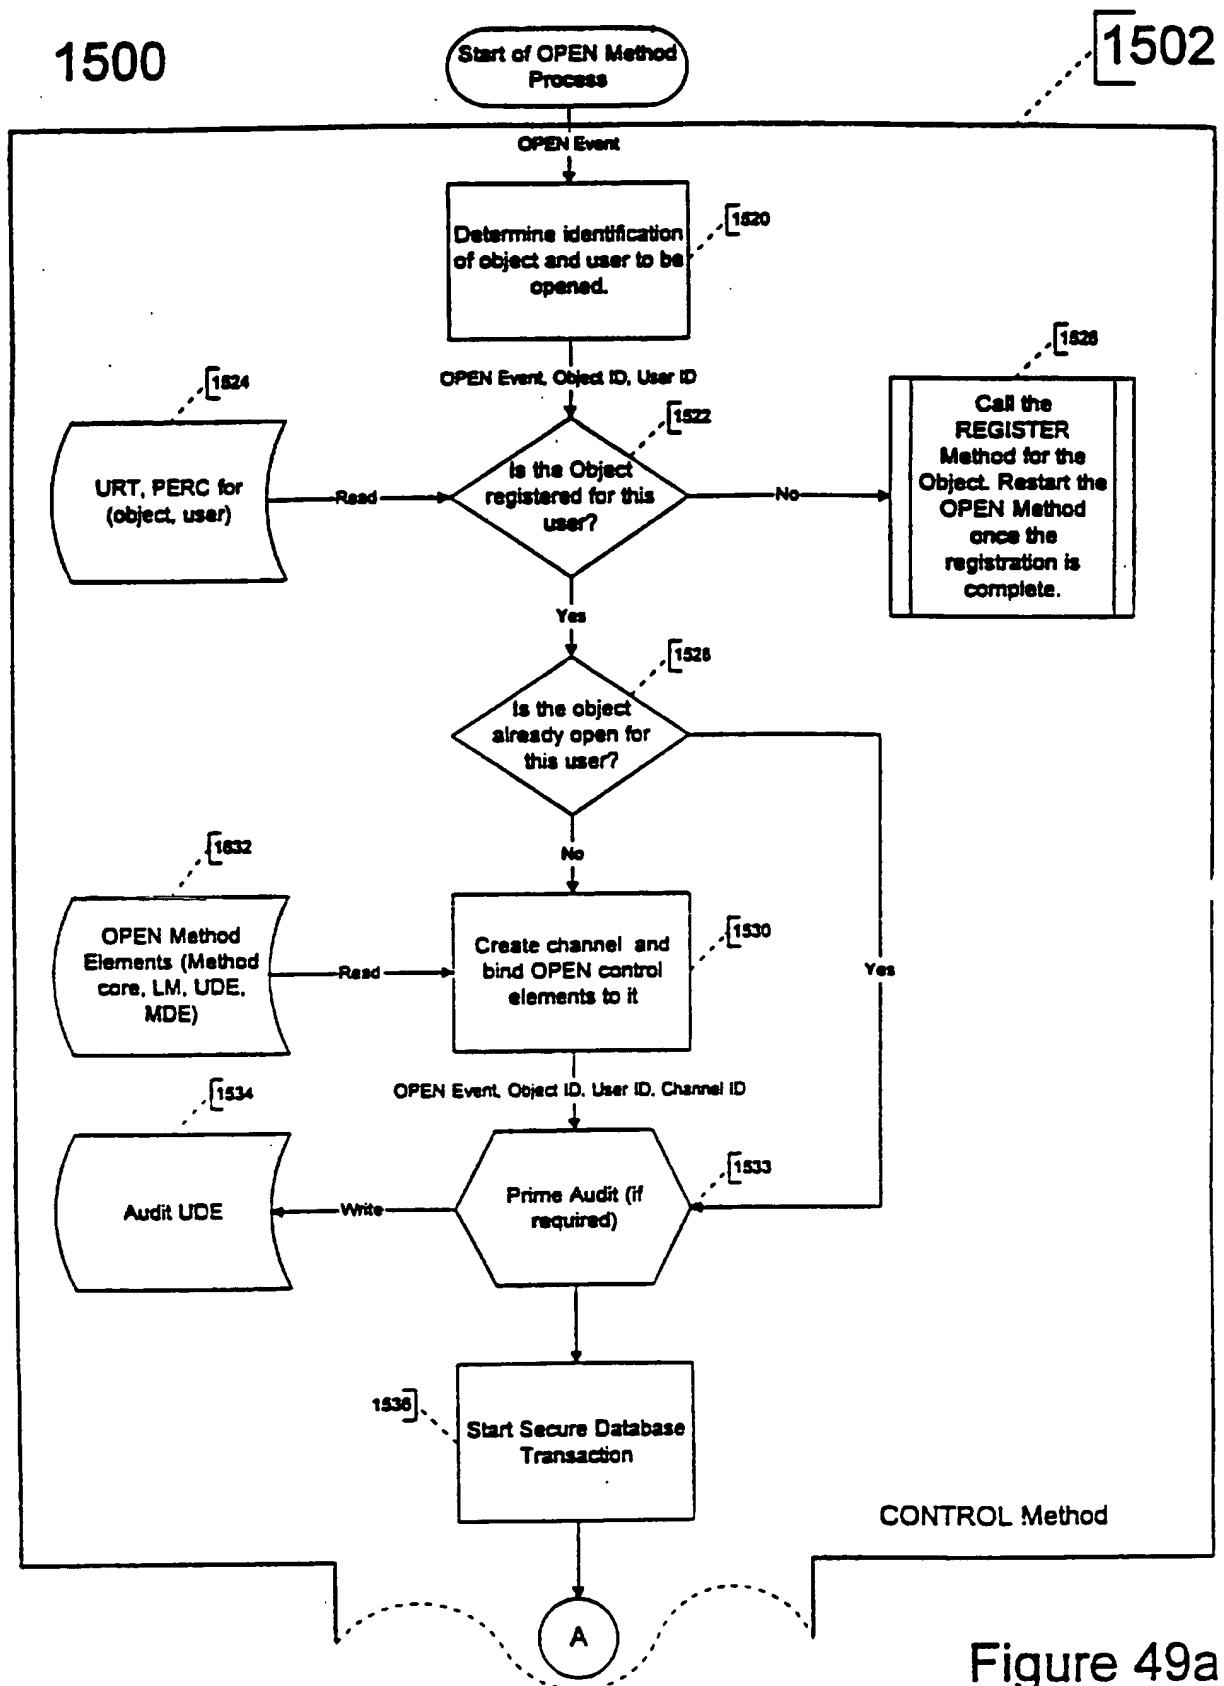 1500
Start of OPEN Method
Process
1502
OPEN Event
Determine identification
of object and user to be
opened.
1520
OPEN Event, Object ID, User ID
1524
URT, PERC for
(object, user)
Read
1522
Is the Object
registered for this
user?
No
1526
Call the
REGISTER
Method for the
Object. Restart the
OPEN Method
once the
registration is
complete.
Yes
1528
Is the object
already open for
this user?
No
Yes
1532
OPEN Method
Elements (Method
core, LM, UDE,
MDE)
Read
Create channel and
bind OPEN control
elements to it
1530
OPEN Event, Object ID, User ID, Channel ID
1534
Audit UDE
Write
Prime Audit (if
required)
1533
1536
Start Secure Database
Transaction
CONTROL Method
A
Figure 49a